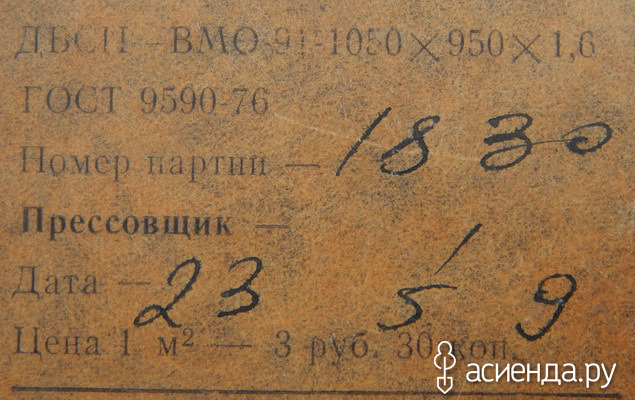 ДБСП – ВМО-91-1050×950×1,6
ГОСТ 9590-76
Номер партии — 1830
Прессовщик —
Дата — 23 5 9
Цена 1 м² — 3 руб. 30 коп.
асиенда.ру